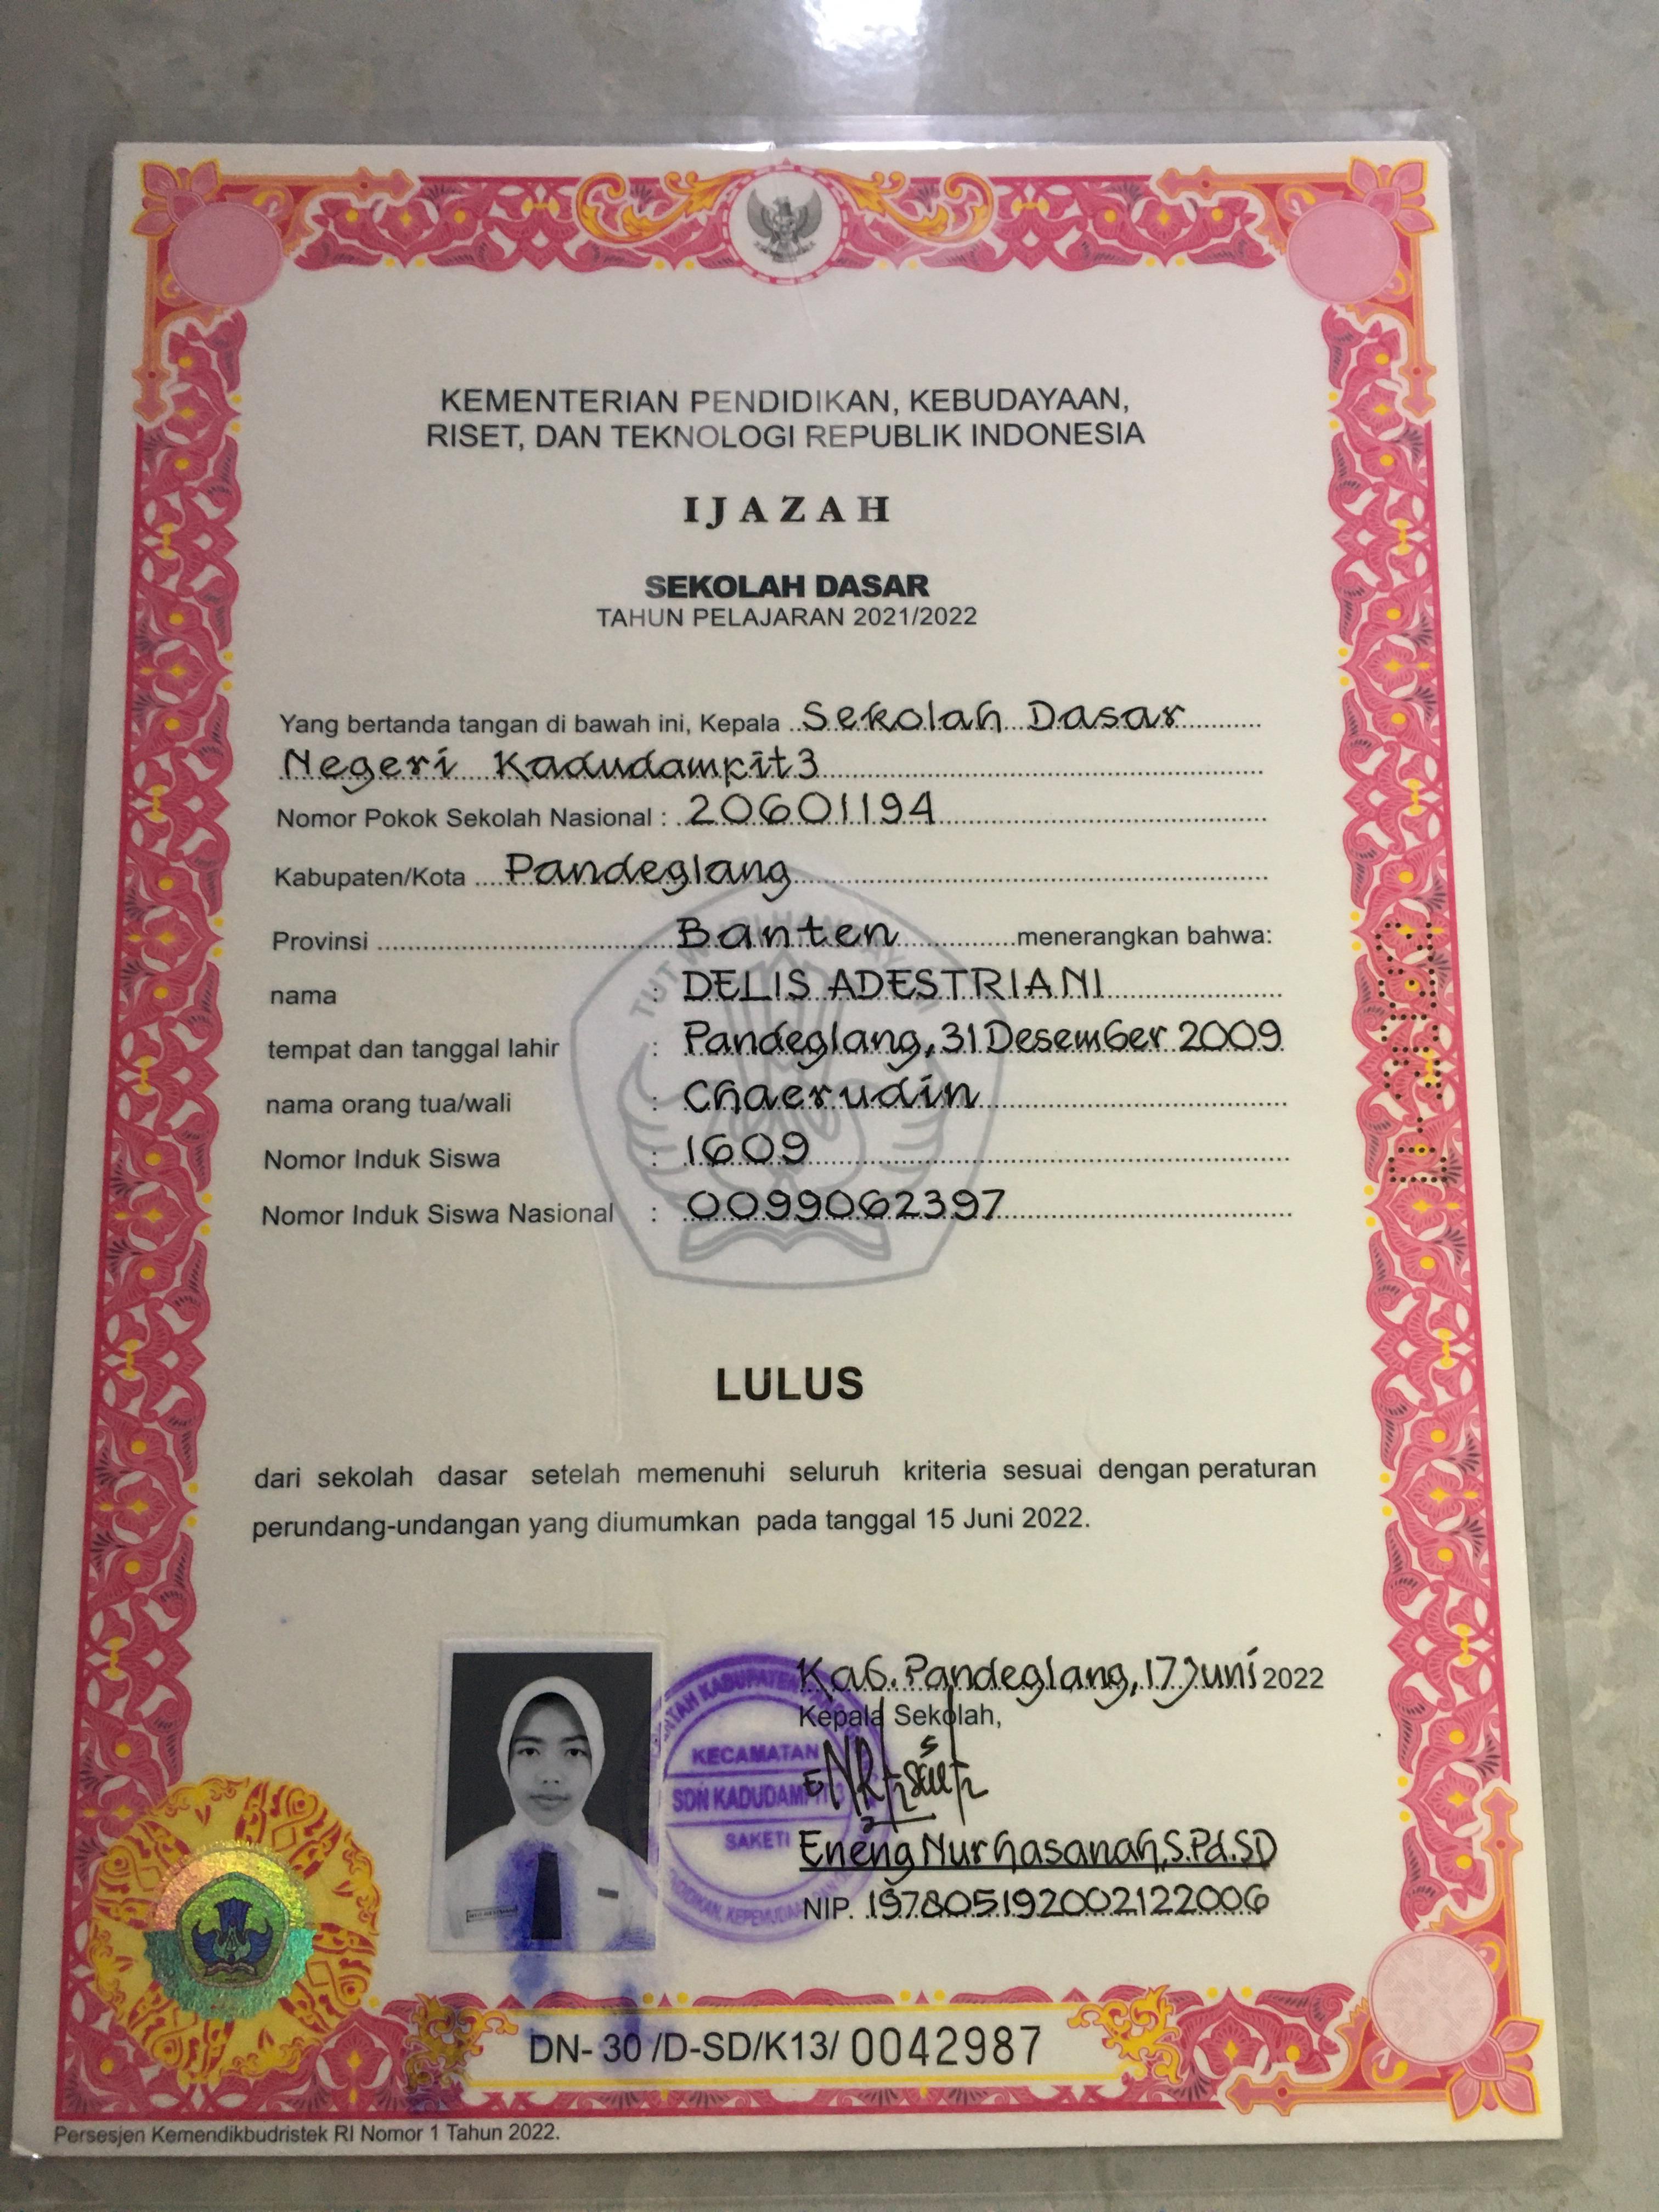 KEMENTERIAN PENDIDIKAN, KEBUDAYAAN,
RISET, DAN TEKNOLOGI REPUBLIK INDONESIA
IJAZAH
SEKOLAH DASAR
TAHUN PELAJARAN 2021/2022
Yang bertanda tangan di bawah ini, Kepala Sekolah Dasar
Negeri Kadudampit 3
Nomor Pokok Sekolah Nasional : 20601194
Kabupaten/Kota Pandeglang
Provinsi Banten menerangkan bahwa:
nama : DELIS ADESTRIANI
tempat dan tanggal lahir : Pandeglang, 31 Desember 2009
nama orang tua/wali : Chaerudin
Nomor Induk Siswa : 1609
Nomor Induk Siswa Nasional : 0099062397
LULUS
dari sekolah dasar setelah memenuhi seluruh kriteria sesuai dengan peraturan
perundang-undangan yang diumumkan pada tanggal 15 Juni 2022.
Kab. Pandeglang, 17 Juni 2022
Kepala Sekolah,
KECAMATAN
SDN KADUDAMPIT 3
SAKETI
Eneng Nurhasanah, S.Pd.SD
NIP. 197805192002122006
DN- 30 /D-SD/K13/ 0042987
Persesjen Kemendikbudristek RI Nomor 1 Tahun 2022.